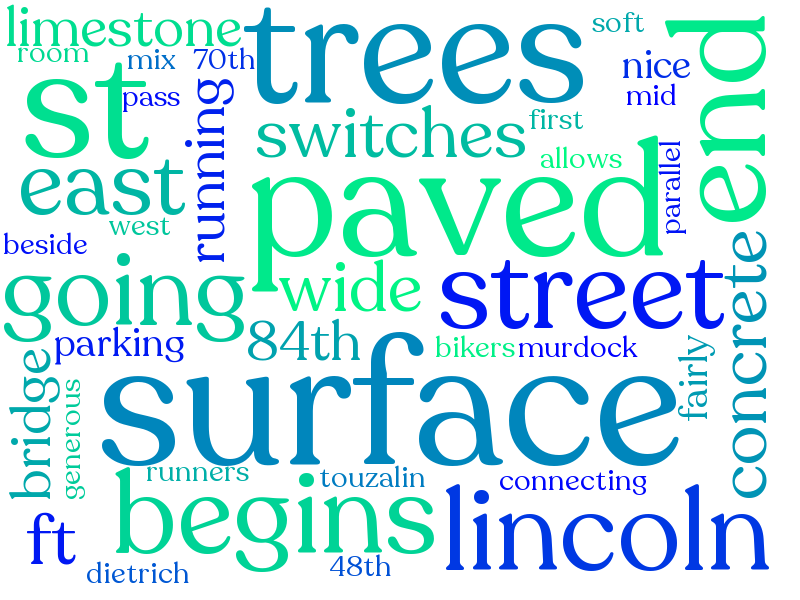 limestone
trees
soft
end
room
mix
70th
nice
st
pass
running
mid
switches
first
east
paved
allows
parallel
west
beside
going
wide
street
concrete
parking
84th
bikers
murdock
fairly
bridge
generous
surface
runners
touzalin
connecting
begins
lincoln
ft
dietrich
48th